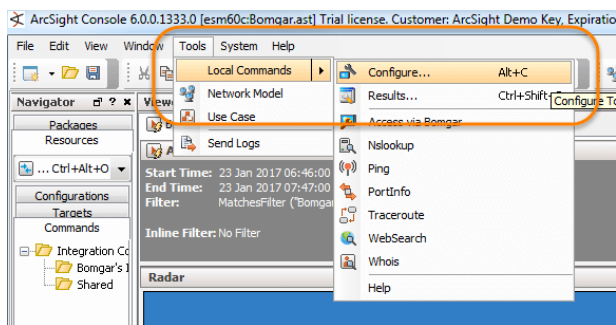 ArcSight Console 6.0.0.1333.0 [esm60c:Bomgar.ast] Trial license. Customer: ArcSight Demo Key, Expiratio
File Edit View Window Tools System Help
Local Commands
Configure... Alt+C
Navigator
Viewe
Network Model
Results... Ctrl+Shift+
Configure To
Packages
Use Case
Access via Bomgar
Resources
Send Logs
Nslookup
... Ctrl+Alt+O
Start Time: 23 Jan 2017 06:46:00
End Time: 23 Jan 2017 07:47:00
Filter: MatchesFilter ("Bomgar
Inline Filter: No Filter
Ping
PortInfo
Traceroute
WebSearch
Whois
Help
Configurations
Targets
Commands
Integration Co
Bomgar's I
Shared
Radar